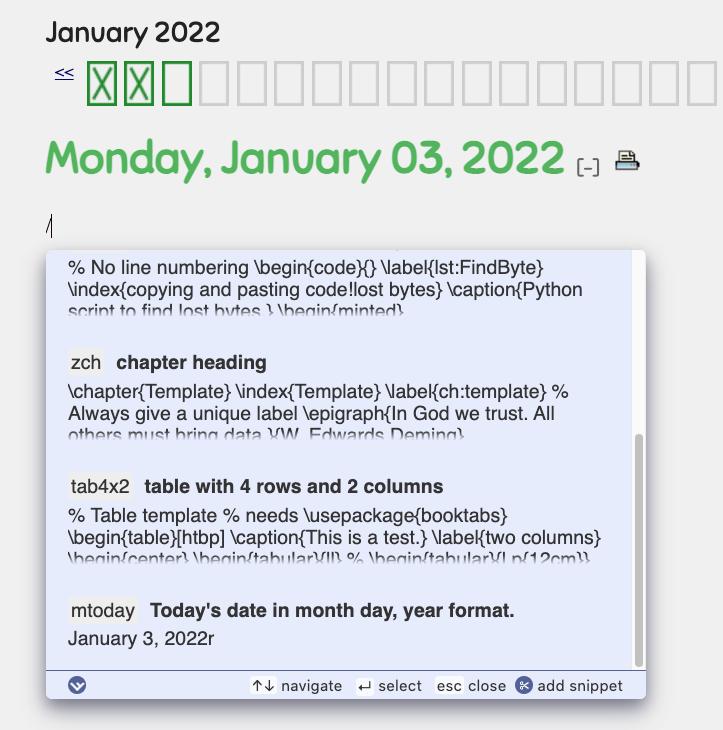 January 2022
<<
Monday, January 03, 2022 [-]
/
% No line numbering \begin{code}{} \label{lst:FindByte}
\index{copying and pasting code!lost bytes} \caption{Python
script to find lost bytes.} \begin{minted}
zch chapter heading
\chapter{Template} \index{Template} \label{ch:template} %
Always give a unique label \epigraph{In God we trust. All
others must bring data.}{W. Edwards Deming}
tab4x2 table with 4 rows and 2 columns
% Table template % needs \usepackage{booktabs}
\begin{table}[htbp] \caption{This is a test.} \label{two columns}
\begin{center} \begin{tabular}{ll} % \begin{tabular}{l p{12cm}}
mtoday Today's date in month day, year format.
January 3, 2022r
↑↓ navigate ↵ select esc close add snippet